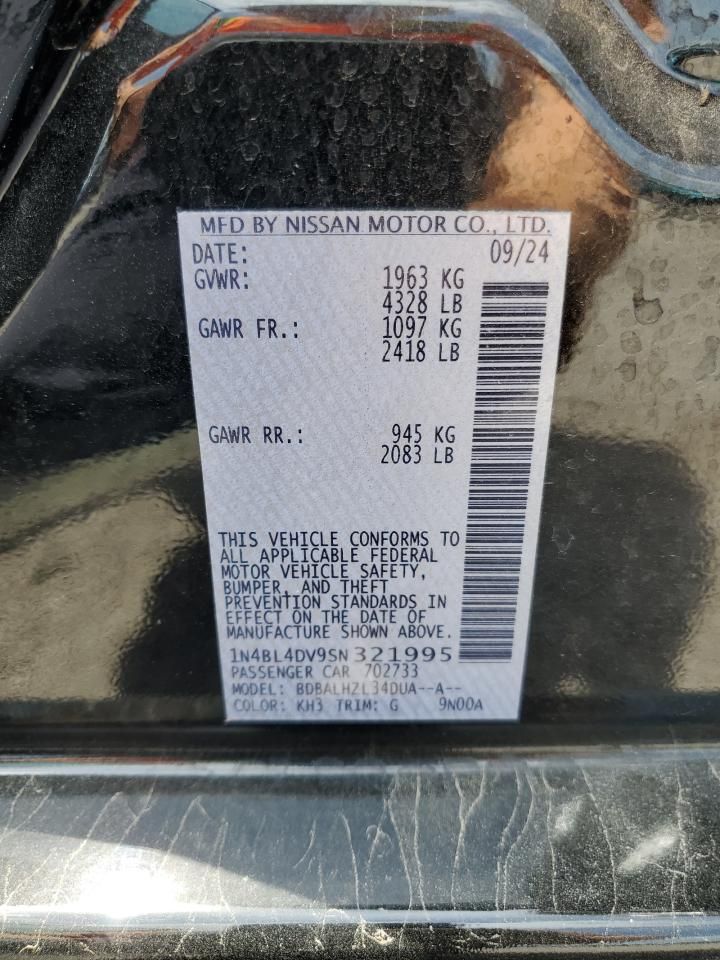 MFD BY NISSAN MOTOR CO., LTD.
DATE: 09/24
GVWR: 1963 KG
4328 LB
GAWR FR.: 1097 KG
2418 LB
GAWR RR.: 945 KG
2083 LB
THIS VEHICLE CONFORMS TO
ALL APPLICABLE FEDERAL
MOTOR VEHICLE SAFETY,
BUMPER, AND THEFT
PREVENTION STANDARDS IN
EFFECT ON THE DATE OF
MANUFACTURE SHOWN ABOVE.
1N4BL4DV9SN321995
PASSENGER CAR 702733
MODEL: BDBALHZL34DUA--A--
COLOR: KH3 TRIM: G 9N00A